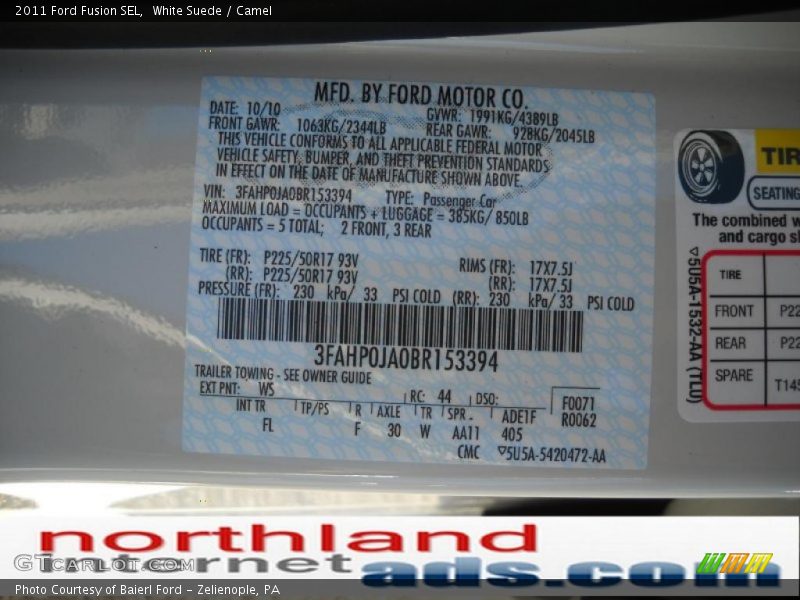 2011 Ford Fusion SEL,  White Suede / Camel
MFD. BY FORD MOTOR CO.
DATE: 10/10 GVWR: 1991KG/4389LB
FRONT GAWR: 1063KG/2344LB REAR GAWR: 928KG/2045LB
THIS VEHICLE CONFORMS TO ALL APPLICABLE FEDERAL MOTOR
VEHICLE SAFETY, BUMPER, AND THEFT PREVENTION STANDARDS
IN EFFECT ON THE DATE OF MANUFACTURE SHOWN ABOVE.
VIN: 3FAHP0JA0BR153394 TYPE: Passenger Car
MAXIMUM LOAD = OCCUPANTS + LUGGAGE = 385KG/ 850LB
OCCUPANTS = 5 TOTAL; 2 FRONT, 3 REAR
TIRE (FR): P225/50R17 93V RIMS (FR): 17X7.5J
(RR): P225/50R17 93V (RR): 17X7.5J
PRESSURE (FR): 230 kPa/ 33 PSI COLD (RR): 230 kPa/ 33 PSI COLD
3FAHP0JA0BR153394
TRAILER TOWING - SEE OWNER GUIDE
EXT PNT: WS RC: 44 DSO: F0071
INT TR TP/PS R AXLE TR SPR ADE1F R0062
FL F 30 W AA11 405
CMC ▽5U5A-5420472-AA
TIR
SEATING
The combined w
and cargo sh
▽5U5A-1532-AA (TL0)
TIRE
FRONT P22
REAR P22
SPARE T145
northland
internet
ads.com
GTCARLOT.COM
Photo Courtesy of Baierl Ford – Zelienople, PA